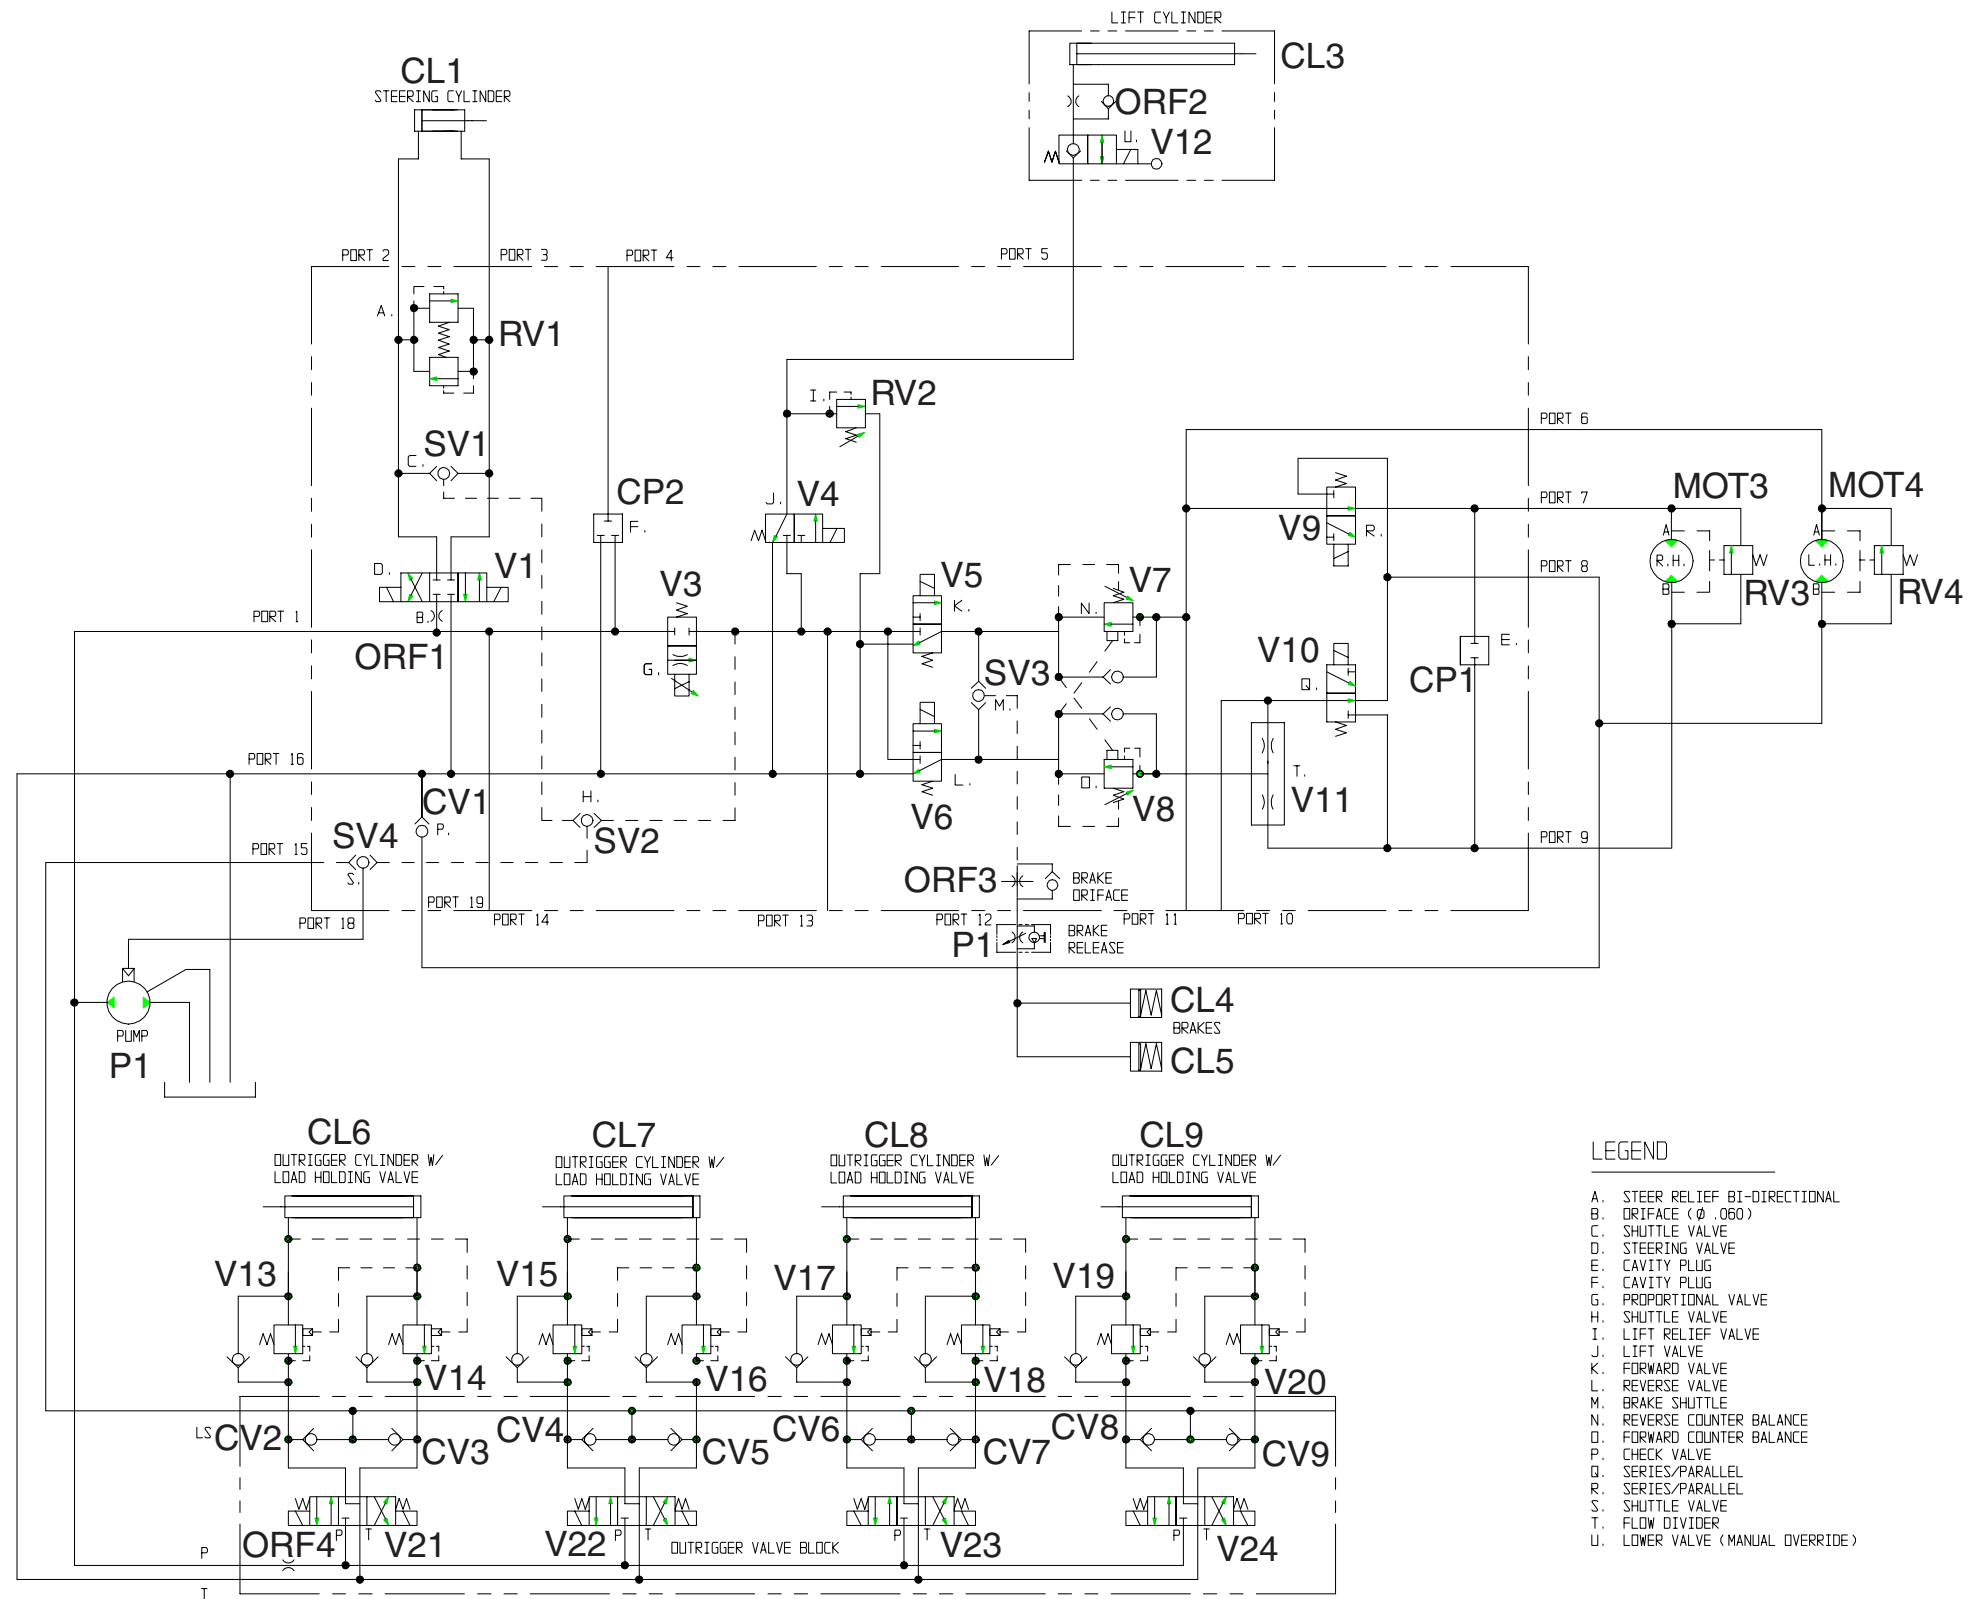 LIFT CYLINDER
CL3
CL1
STEERING CYLINDER
ORF2
U.
V12
PORT 2
PORT 3
PORT 4
PORT 5
A.
RV1
I.
RV2
PORT 6
SV1
C.
CP2
F.
J.
V4
V9
R.
PORT 7
MOT3
MOT4
A
R.H.
B
A
L.H.
B
PORT 8
RV3
RV4
D.
V1
V3
V5
K.
N.
V7
PORT 1
B.
ORF1
G.
SV3
M.
V10
Q.
E.
CP1
PORT 16
CV1
P.
H.
SV2
V6
L.
O.
V8
T.
V11
SV4
S.
PORT 15
PORT 9
ORF3
BRAKE
ORIFACE
PORT 19
PORT 18
PORT 14
PORT 13
PORT 12
PORT 11
PORT 10
P1
BRAKE
RELEASE
PUMP
P1
CL4
BRAKES
CL5
CL6
OUTRIGGER CYLINDER W/
LOAD HOLDING VALVE
CL7
OUTRIGGER CYLINDER W/
LOAD HOLDING VALVE
CL8
OUTRIGGER CYLINDER W/
LOAD HOLDING VALVE
CL9
OUTRIGGER CYLINDER W/
LOAD HOLDING VALVE
V13
V14
V15
V16
V17
V18
V19
V20
LS
CV2
CV3
CV4
CV5
CV6
CV7
CV8
CV9
ORF4
P T
V21
V22
P T
OUTRIGGER VALVE BLOCK
P T
V23
P T
V24
P
T
LEGEND
A. STEER RELIEF BI-DIRECTIONAL
B. ORIFACE (Ø .060)
C. SHUTTLE VALVE
D. STEERING VALVE
E. CAVITY PLUG
F. CAVITY PLUG
G. PROPORTIONAL VALVE
H. SHUTTLE VALVE
I. LIFT RELIEF VALVE
J. LIFT VALVE
K. FORWARD VALVE
L. REVERSE VALVE
M. BRAKE SHUTTLE
N. REVERSE COUNTER BALANCE
O. FORWARD COUNTER BALANCE
P. CHECK VALVE
Q. SERIES/PARALLEL
R. SERIES/PARALLEL
S. SHUTTLE VALVE
T. FLOW DIVIDER
U. LOWER VALVE (MANUAL OVERRIDE)